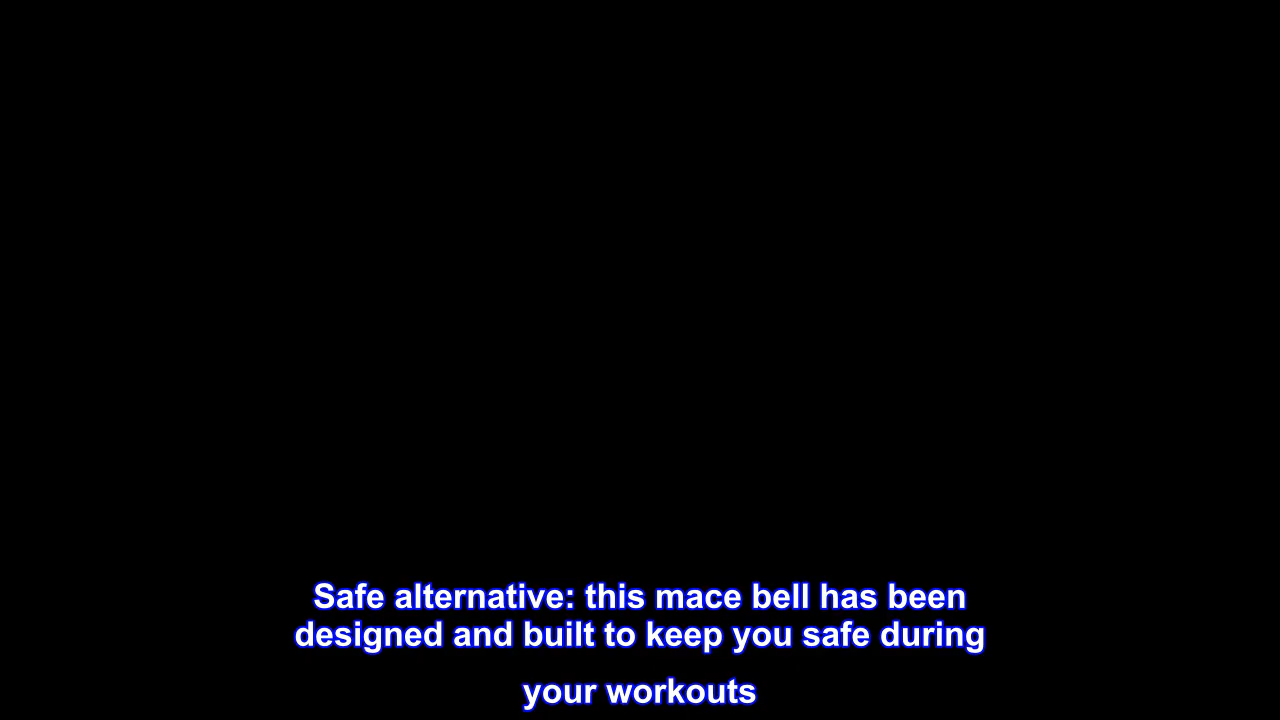 Safe alternative: this mace bell has been
designed and built to keep you safe during
your workouts